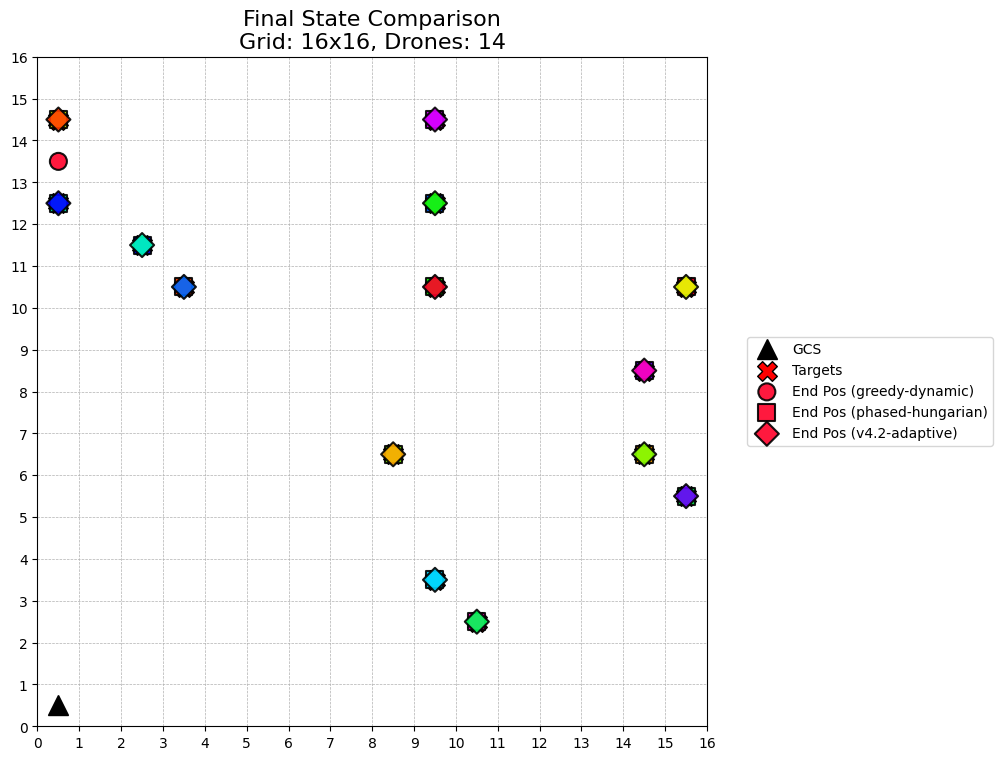 Final State Comparison
Grid: 16x16, Drones: 14
16
15
14
13
12
11
10
9
8
7
6
5
4
3
2
1
0
0 1 2 3 4 5 6 7 8 9 10 11 12 13 14 15 16
GCS
Targets
End Pos (greedy-dynamic)
End Pos (phased-hungarian)
End Pos (v4.2-adaptive)